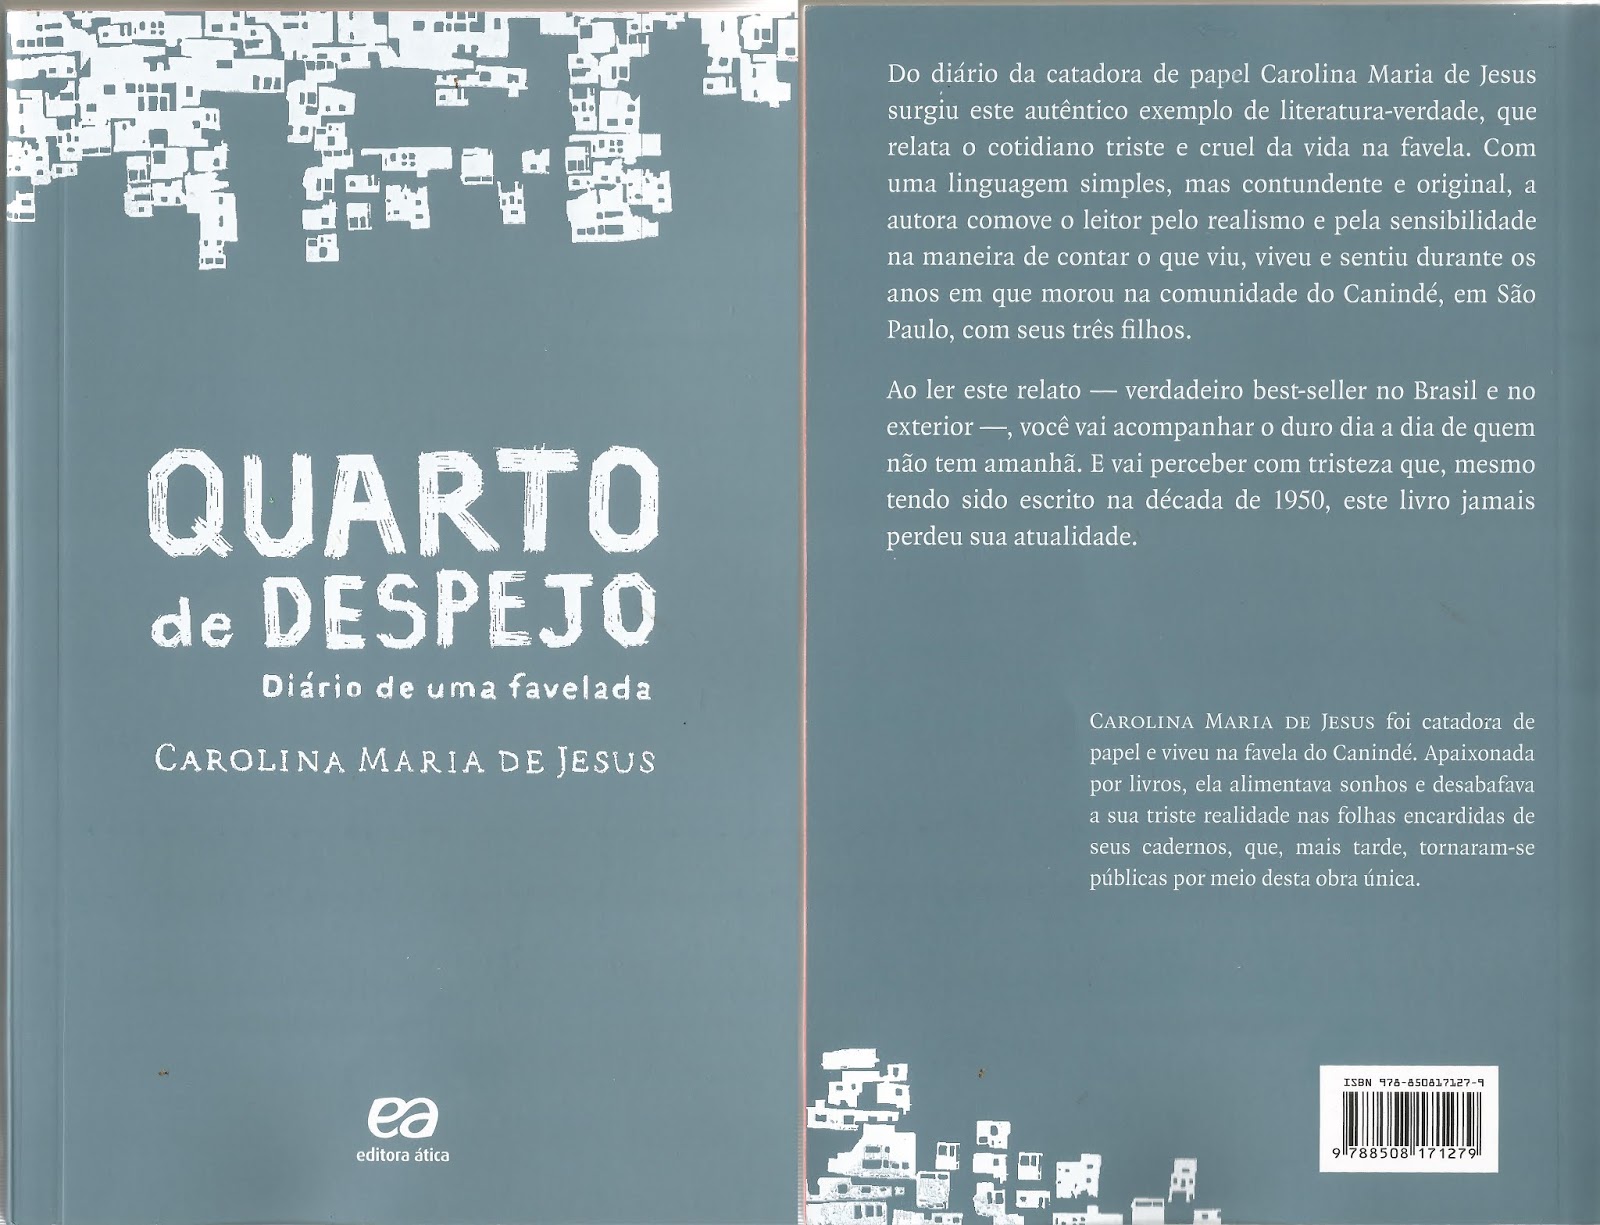 QUARTO
de DESPEJO
Diário de uma favelada
CAROLINA MARIA DE JESUS
ea
editora ática
Do diário da catadora de papel Carolina Maria de Jesus
surgiu este autêntico exemplo de literatura-verdade, que
relata o cotidiano triste e cruel da vida na favela. Com
uma linguagem simples, mas contundente e original, a
autora comove o leitor pelo realismo e pela sensibilidade
na maneira de contar o que viu, viveu e sentiu durante os
anos em que morou na comunidade do Canindé, em São
Paulo, com seus três filhos.
Ao ler este relato — verdadeiro best-seller no Brasil e no
exterior —, você vai acompanhar o duro dia a dia de quem
não tem amanhã. E vai perceber com tristeza que, mesmo
tendo sido escrito na década de 1950, este livro jamais
perdeu sua atualidade.
CAROLINA MARIA DE JESUS foi catadora de
papel e viveu na favela do Canindé. Apaixonada
por livros, ela alimentava sonhos e desabafava
a sua triste realidade nas folhas encardidas de
seus cadernos, que, mais tarde, tornaram-se
públicas por meio desta obra única.
ISBN 978-850817127-9
9 788508 171279